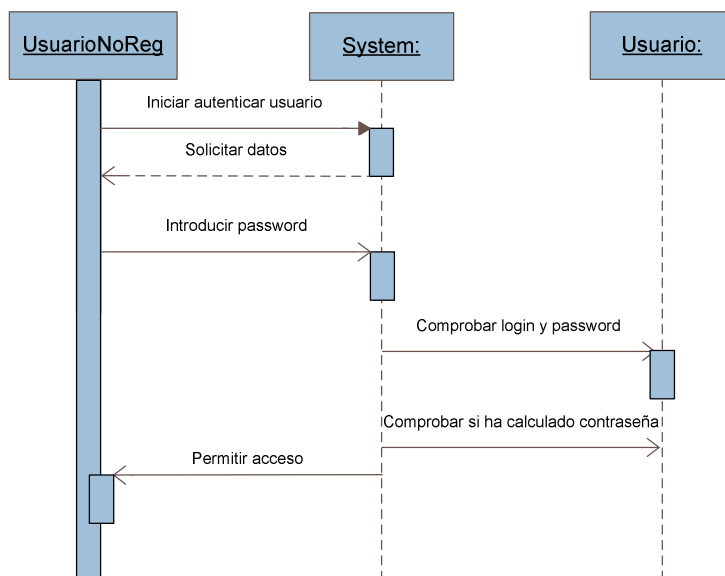 UsuarioNoReg
System:
Usuario:
Iniciar autenticar usuario
Solicitar datos
Introducir password
Comprobar login y password
Comprobar si ha calculado contraseña
Permitir acceso